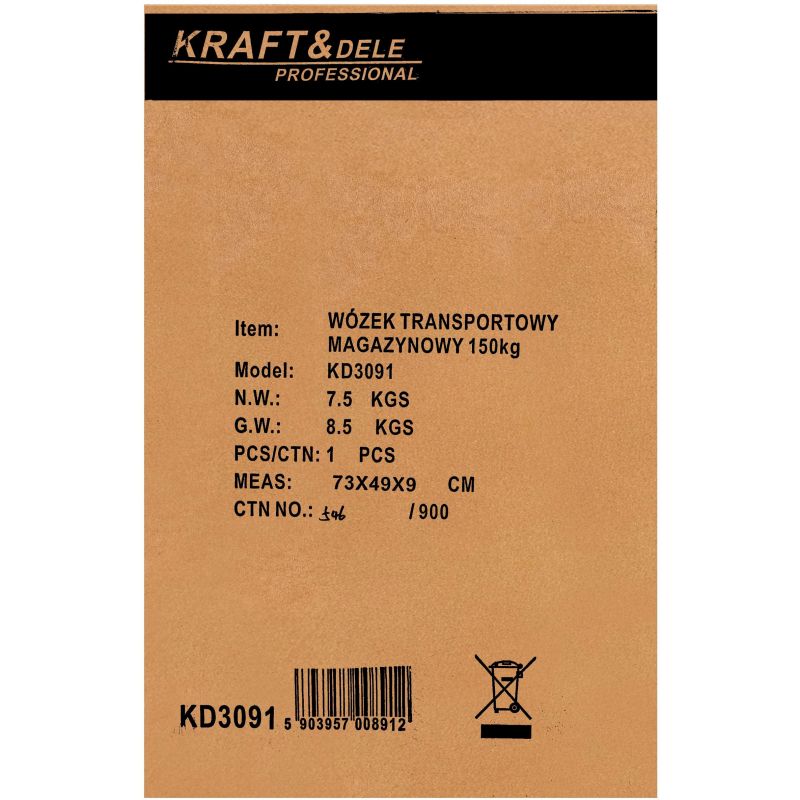 KRAFT&DELE
PROFESSIONAL
Item: WÓZEK TRANSPORTOWY
MAGAZYNOWY 150kg
Model: KD3091
N.W.: 7.5 KGS
G.W.: 8.5 KGS
PCS/CTN: 1 PCS
MEAS: 73X49X9 CM
CTN NO.: 546 /900
KD3091
5 903957 008912